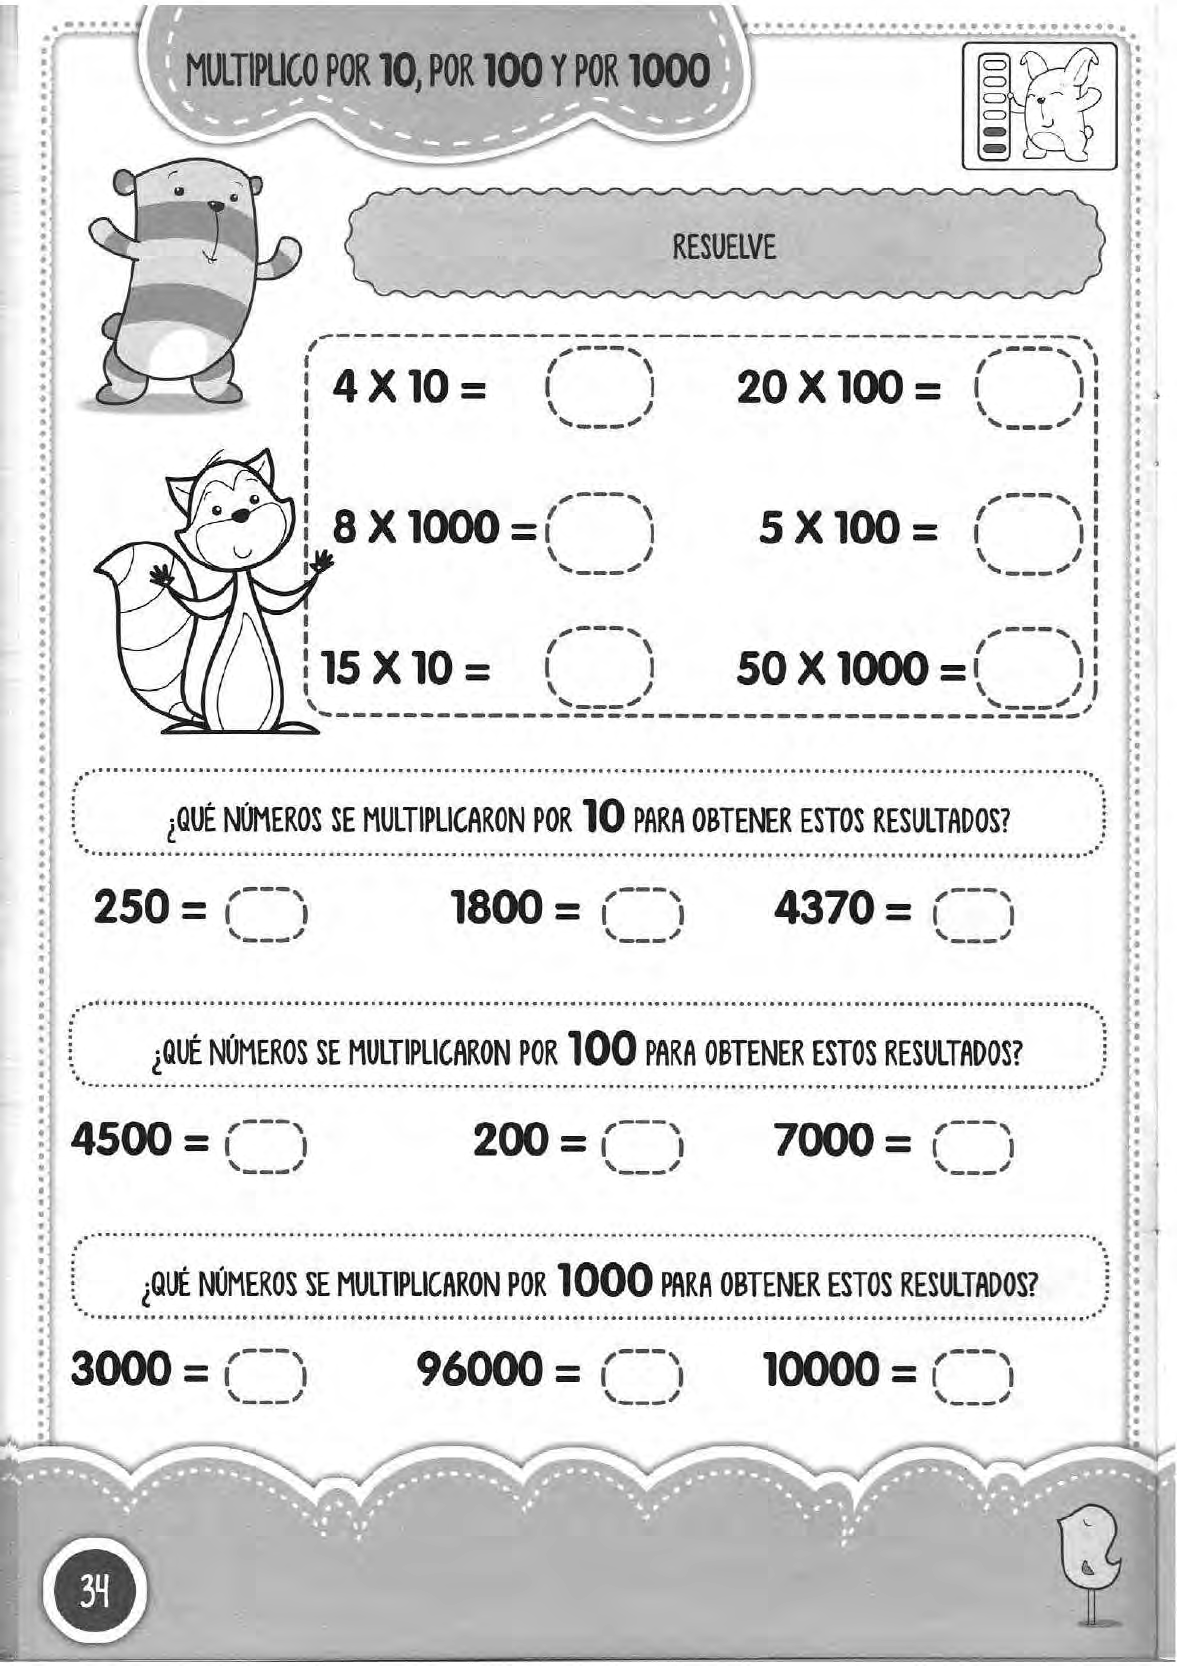 MULTIPLICO POR 10, POR 100 Y POR 1000
RESUELVE
4 X 10 = 20 X 100 =
8 X 1000 = 5 X 100 =
15 X 10 = 50 X 1000 =
¿QUÉ NÚMEROS SE MULTIPLICARON POR 10 PARA OBTENER ESTOS RESULTADOS?
250 = 1800 = 4370 =
¿QUÉ NÚMEROS SE MULTIPLICARON POR 100 PARA OBTENER ESTOS RESULTADOS?
4500 = 200 = 7000 =
¿QUÉ NÚMEROS SE MULTIPLICARON POR 1000 PARA OBTENER ESTOS RESULTADOS?
3000 = 96000 = 10000 =
34